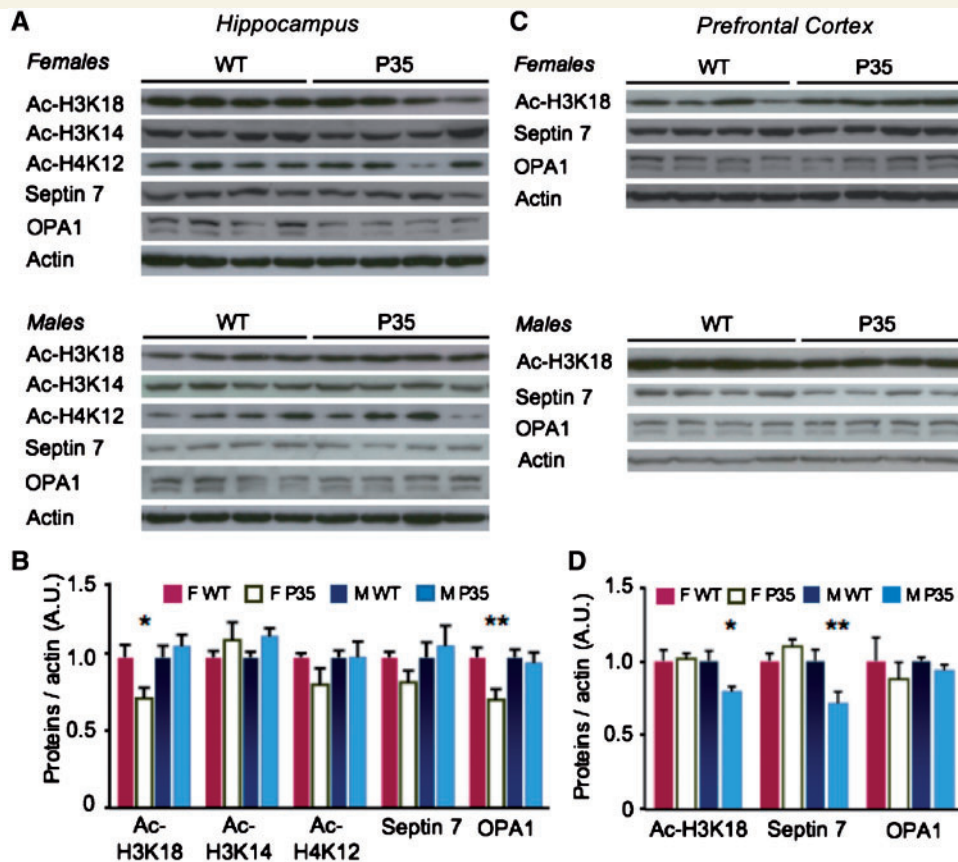 A Hippocampus
Females WT P35
Ac-H3K18
Ac-H3K14
Ac-H4K12
Septin 7
OPA1
Actin
Males WT P35
Ac-H3K18
Ac-H3K14
Ac-H4K12
Septin 7
OPA1
Actin
C Prefrontal Cortex
Females WT P35
Ac-H3K18
Septin 7
OPA1
Actin
Males WT P35
Ac-H3K18
Septin 7
OPA1
Actin
B
F WT F P35 M WT M P35
Proteins / actin (A.U.)
1.5
1.0
0.5
0
* **
Ac-H3K18 Ac-H3K14 Ac-H4K12 Septin 7 OPA1
D
F WT F P35 M WT M P35
Proteins / actin (A.U.)
1.5
1.0
0.5
0
* **
Ac-H3K18 Septin 7 OPA1